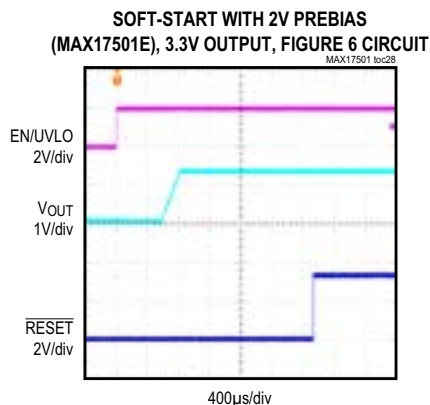 SOFT-START WITH 2V PREBIAS
(MAX17501E), 3.3V OUTPUT, FIGURE 6 CIRCUIT
MAX17501 toc28
EN/UVLO
2V/div
VOUT
1V/div
RESET
2V/div
400µs/div